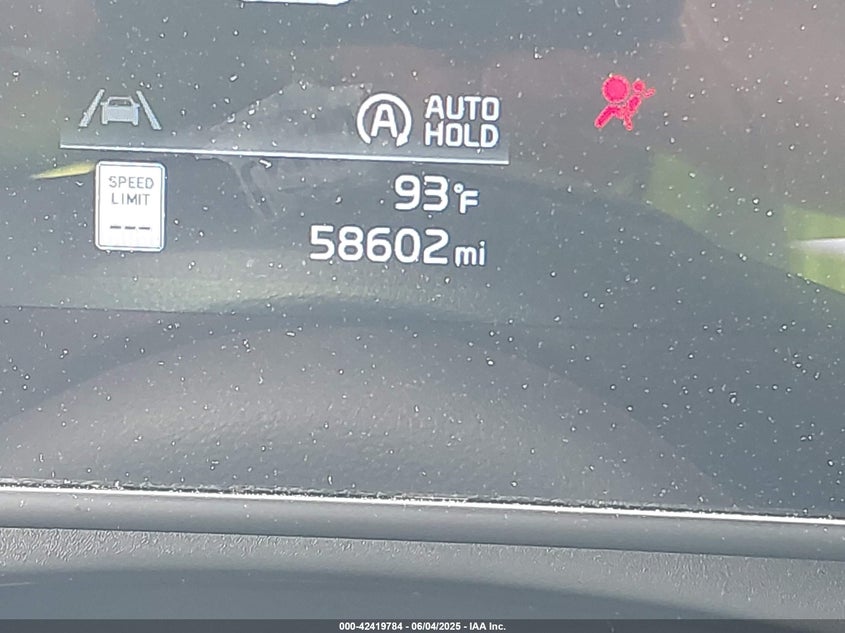 A AUTO
HOLD
SPEED
LIMIT
---
93°F
58602 mi
000-42419784 - 06/04/2025 - IAA Inc.